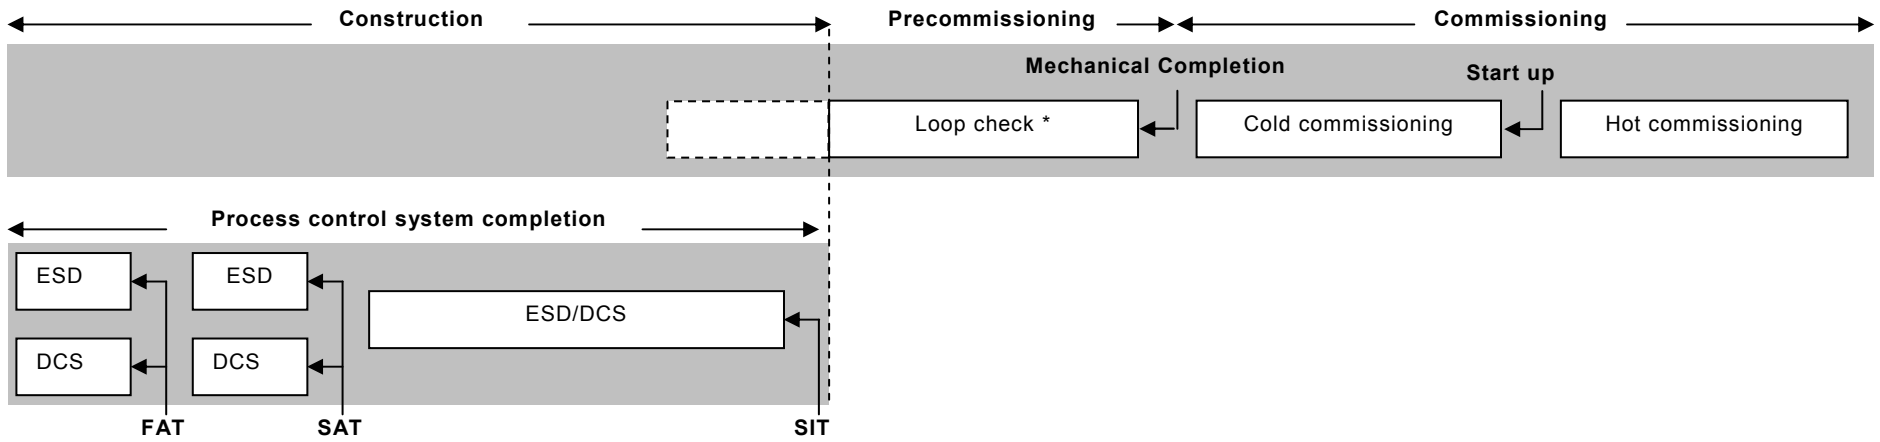 Construction
Precommissioning
Commissioning
Mechanical Completion
Start up
Loop check *
Cold commissioning
Hot commissioning
Process control system completion
ESD
ESD
ESD/DCS
DCS
DCS
FAT
SAT
SIT